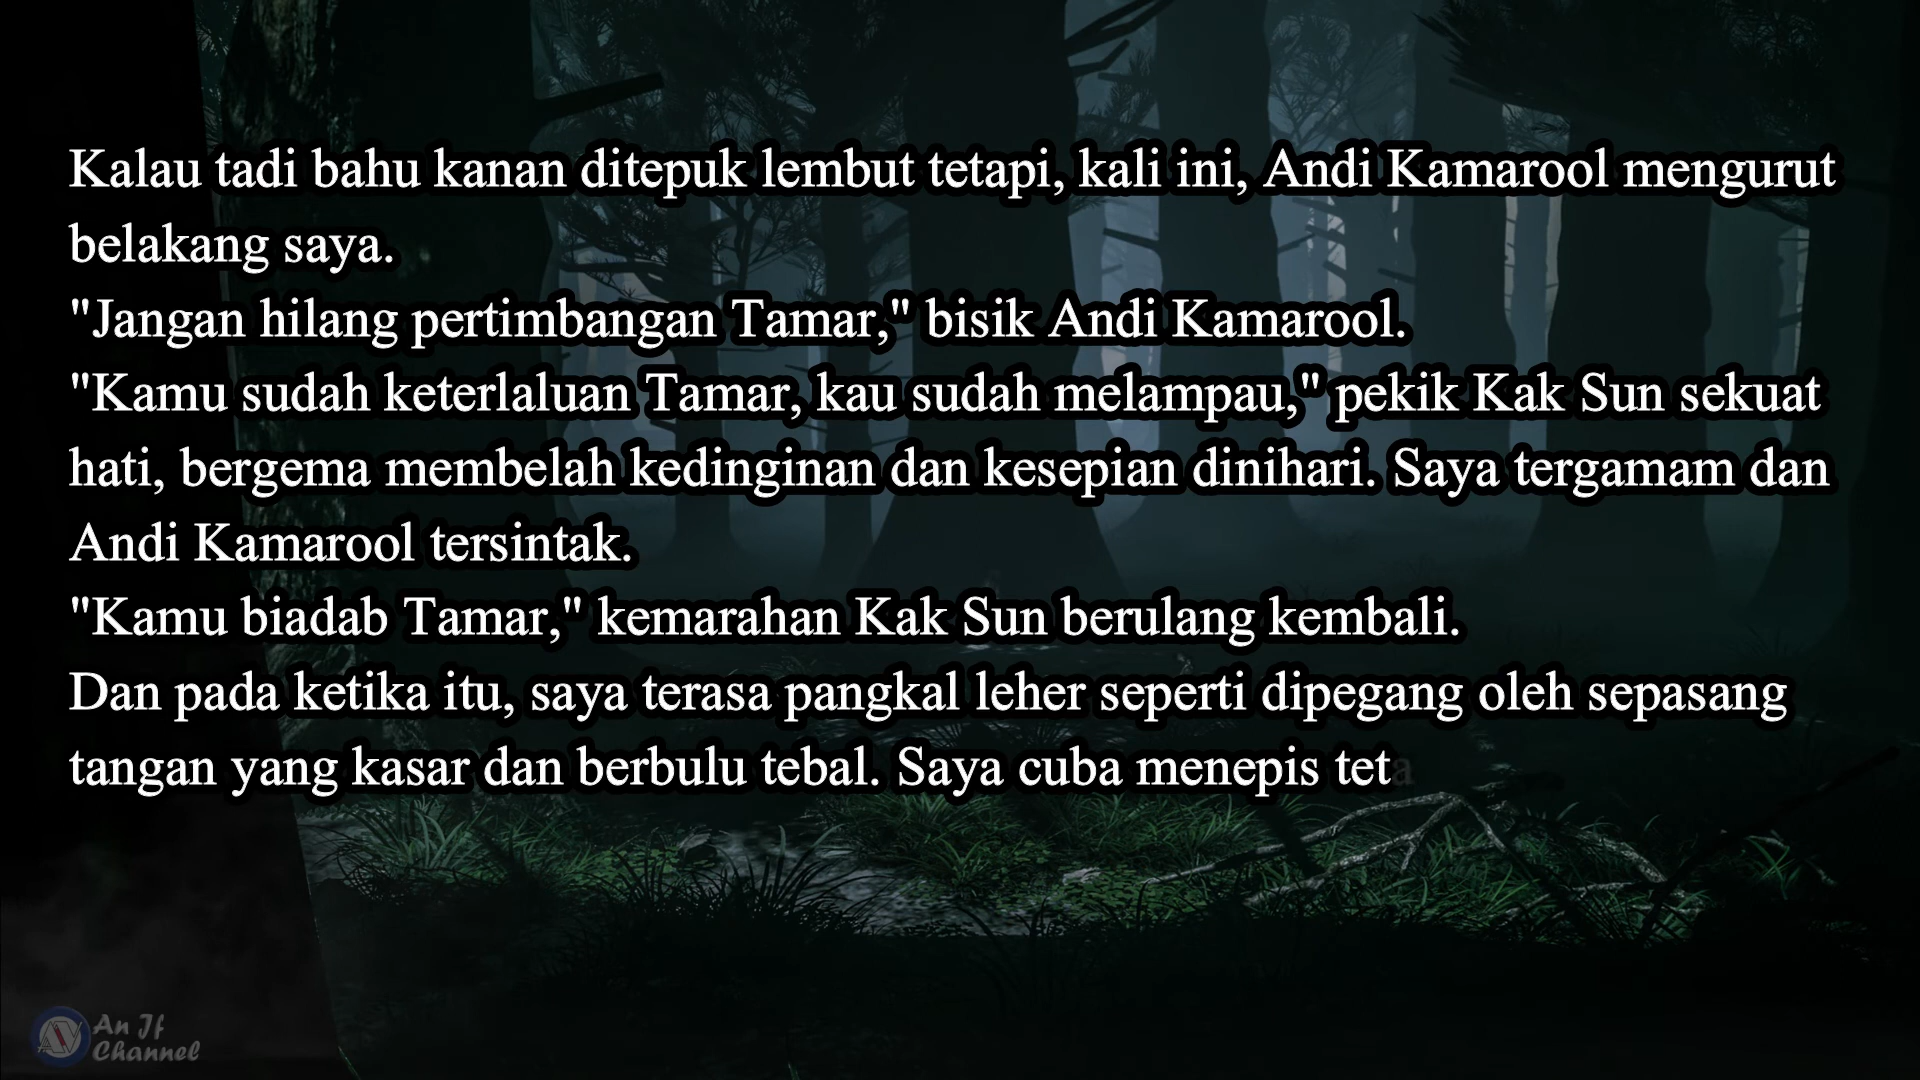 Kalau tadi bahu kanan ditepuk lembut tetapi, kali ini, Andi Kamarool mengurut
belakang saya.
"Jangan hilang pertimbangan Tamar," bisik Andi Kamarool.
"Kamu sudah keterlaluan Tamar, kau sudah melampau," pekik Kak Sun sekuat
hati, bergema membelah kedinginan dan kesepian dinihari. Saya tergamam dan
Andi Kamarool tersintak.
"Kamu biadab Tamar," kemarahan Kak Sun berulang kembali.
Dan pada ketika itu, saya terasa pangkal leher seperti dipegang oleh sepasang
tangan yang kasar dan berbulu tebal. Saya cuba menepis teta
An If
Channel